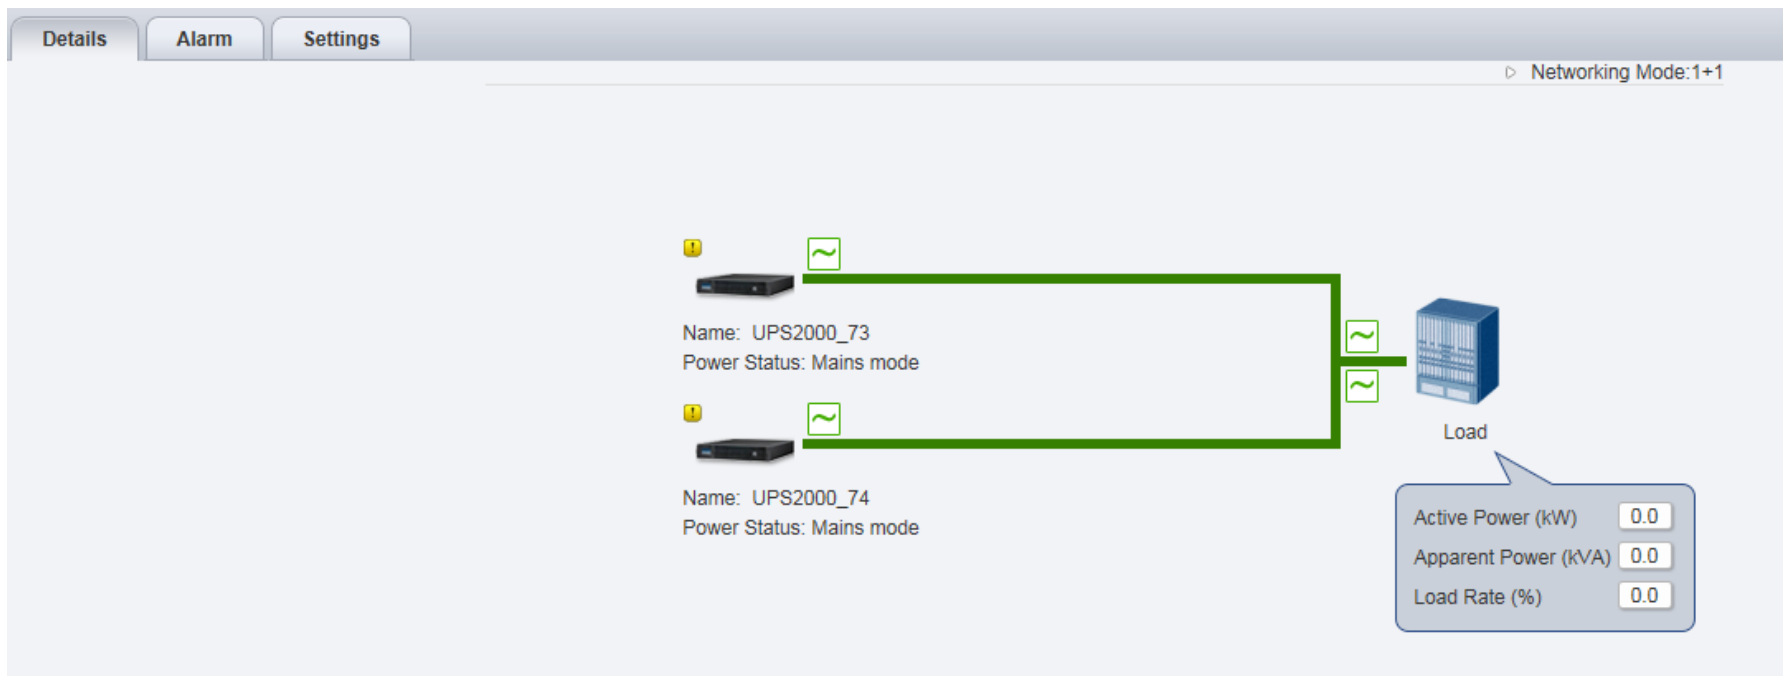 Details
Alarm
Settings
Networking Mode:1+1
Name: UPS2000_73
Power Status: Mains mode
Name: UPS2000_74
Power Status: Mains mode
Load
Active Power (kW) 0.0
Apparent Power (kVA) 0.0
Load Rate (%) 0.0